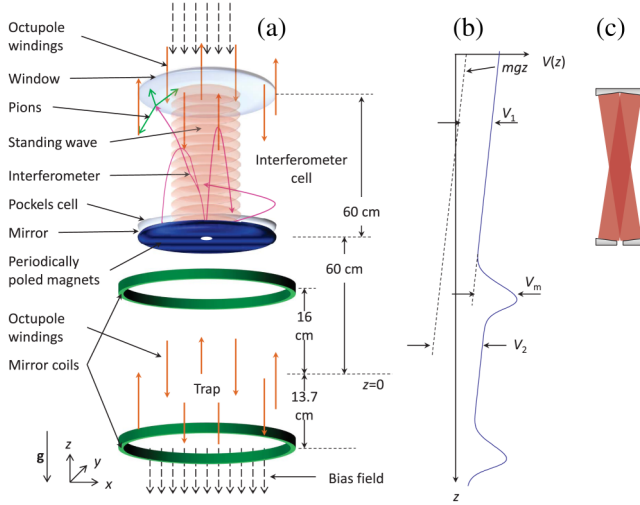 (a)
Octupole
windings
Window
Pions
Standing wave
Interferometer
Pockels cell
Mirror
Periodically
poled magnets
Octupole
windings
Mirror coils
Interferometer
cell
60 cm
60 cm
16
cm
Trap
z=0
13.7
cm
Bias field
g
z
y
x
(b)
V(z)
mgz
V1
Vm
V2
z
(c)